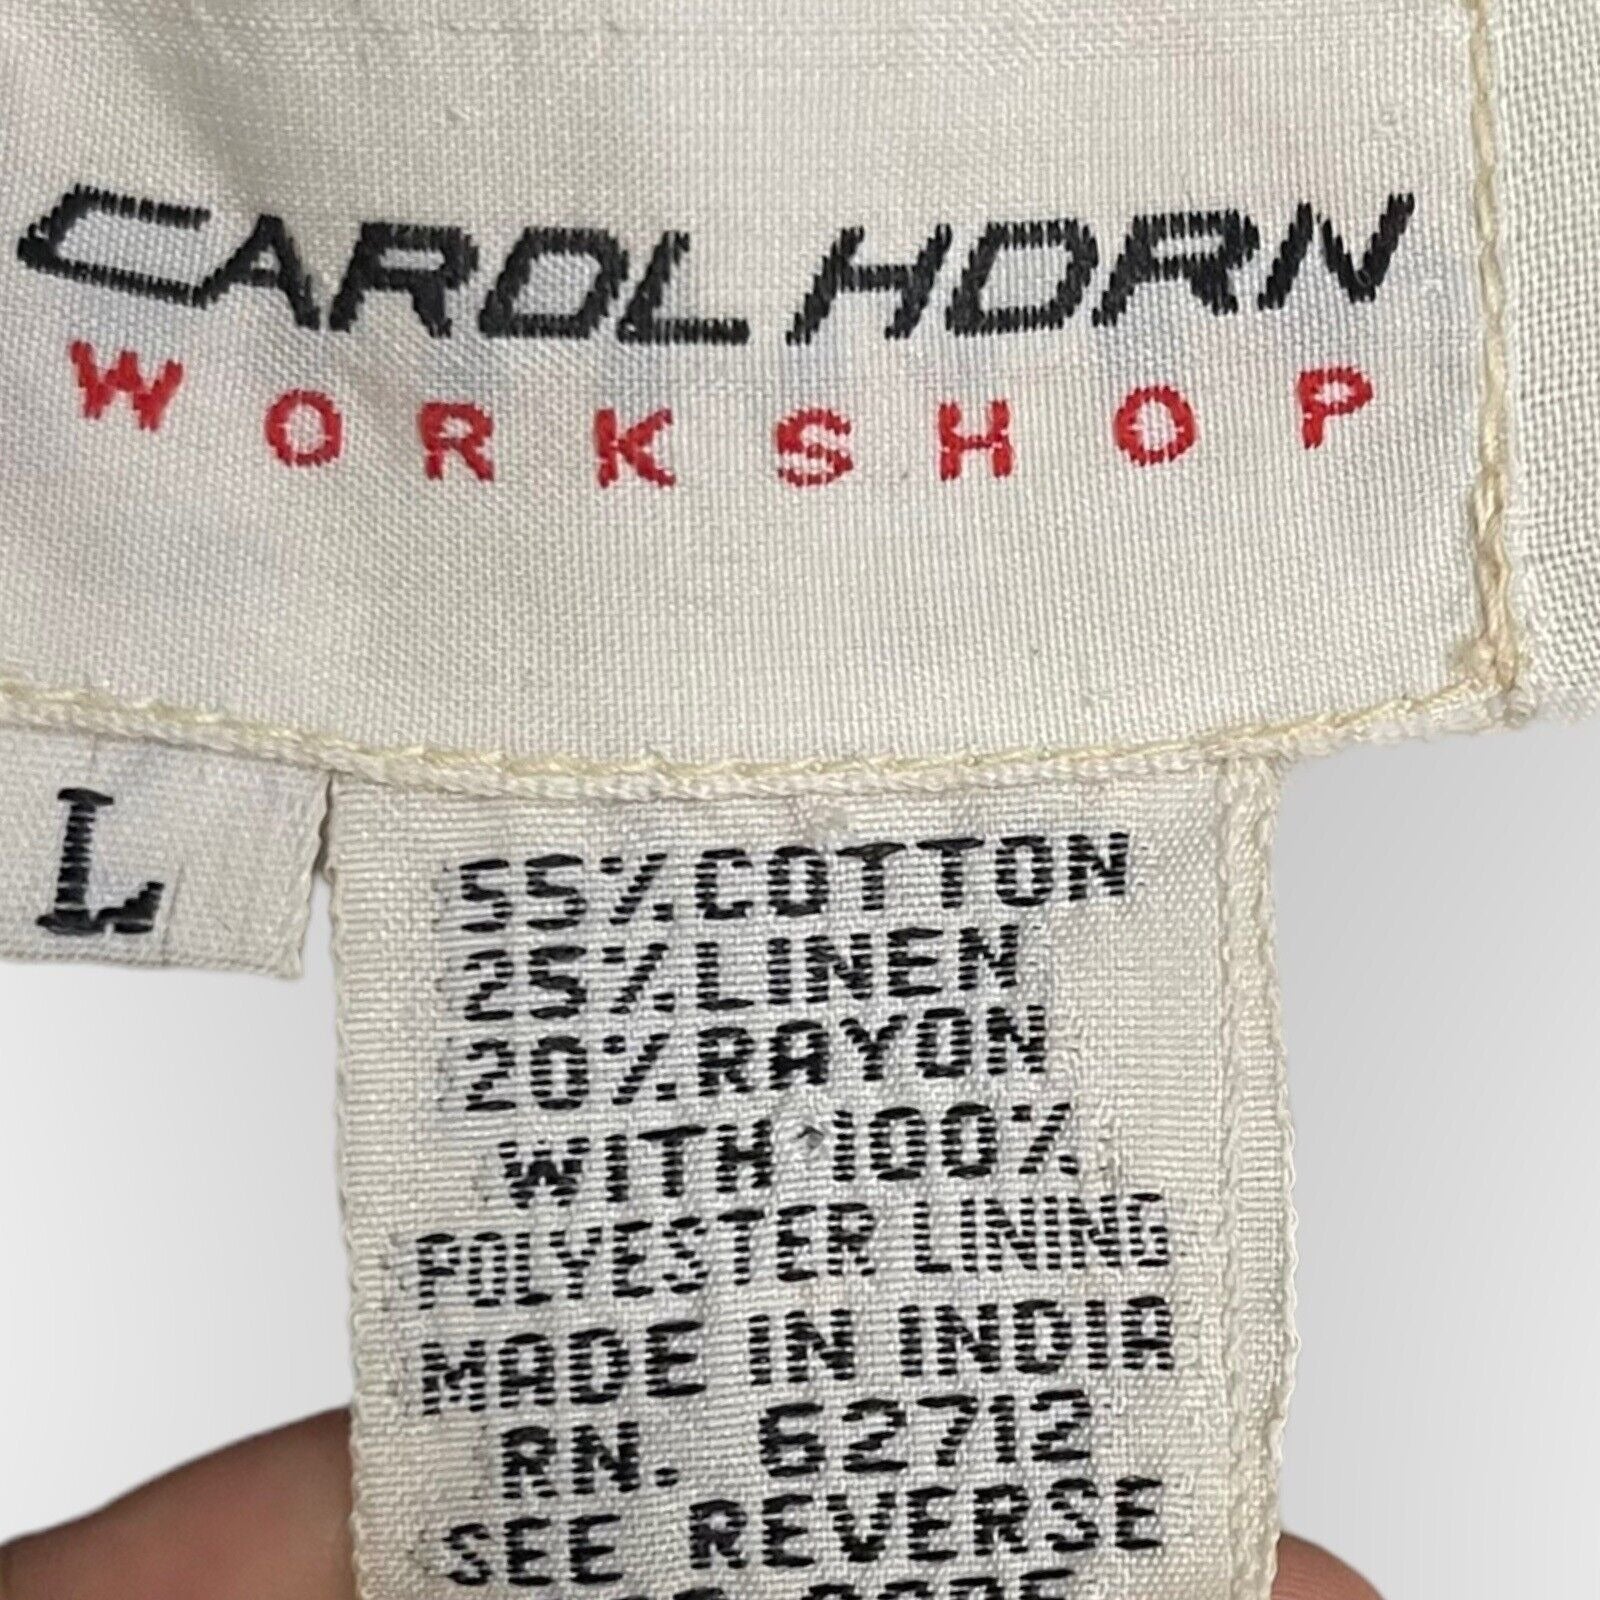 CAROL HORN
WORKSHOP
L
55% COTTON
25% LINEN
20% RAYON
WITH 100%
POLYESTER LINING
MADE IN INDIA
RN. 62712
SEE REVERSE